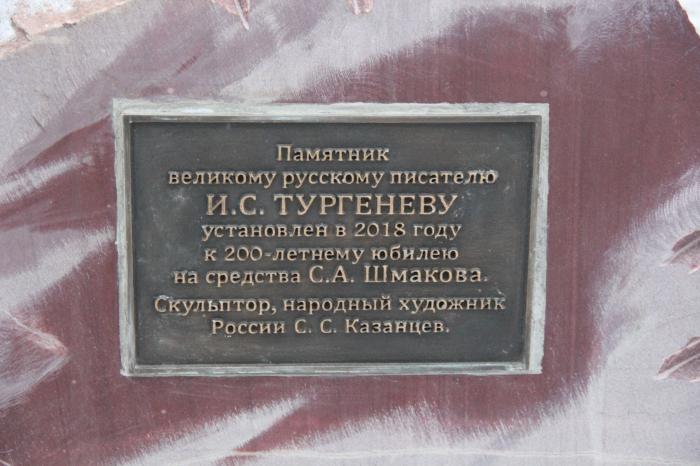 Памятник
великому русскому писателю
И.С. ТУРГЕНЕВУ
установлен в 2018 году
к 200-летнему юбилею
на средства С.А. Шмакова.
Скульптор, народный художник
России С. С. Казанцев.